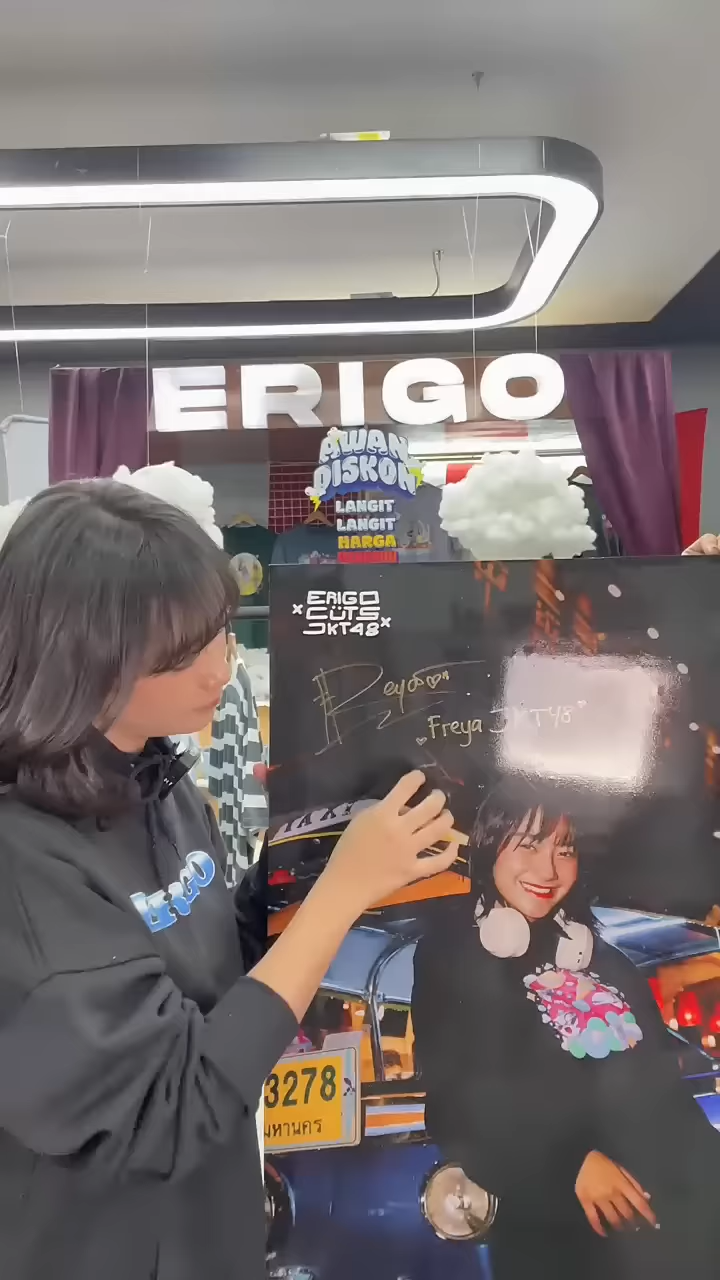 ERIGO
AWAN
DISKON
LANGIT
LANGIT
HARGA
ERIGO
CUTS
JKT48
Freya JKT48
ERIGO
3278